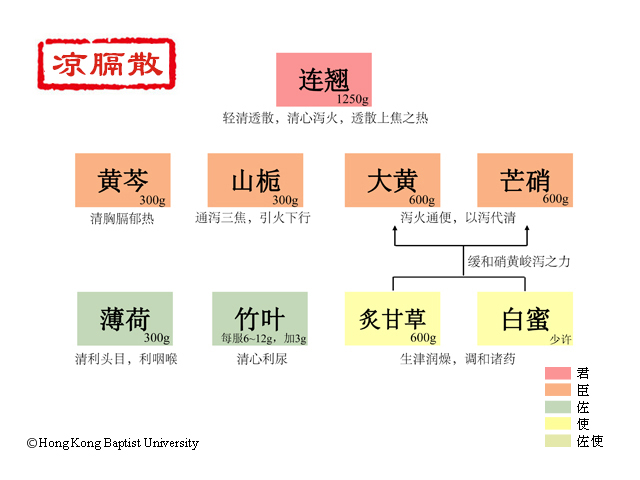 凉膈散
连翘
1250g
轻清透散，清心泻火，透散上焦之热
黄芩
300g
清胸膈郁热
山栀
300g
通泻三焦，引火下行
大黄
600g
芒硝
600g
泻火通便，以泻代清
缓和硝黄峻泻之力
薄荷
300g
清利头目，利咽喉
竹叶
每服6~12g，加3g
清心利尿
炙甘草
600g
白蜜
少许
生津润燥，调和诸药
君
臣
佐
使
佐使
©Hong Kong Baptist University